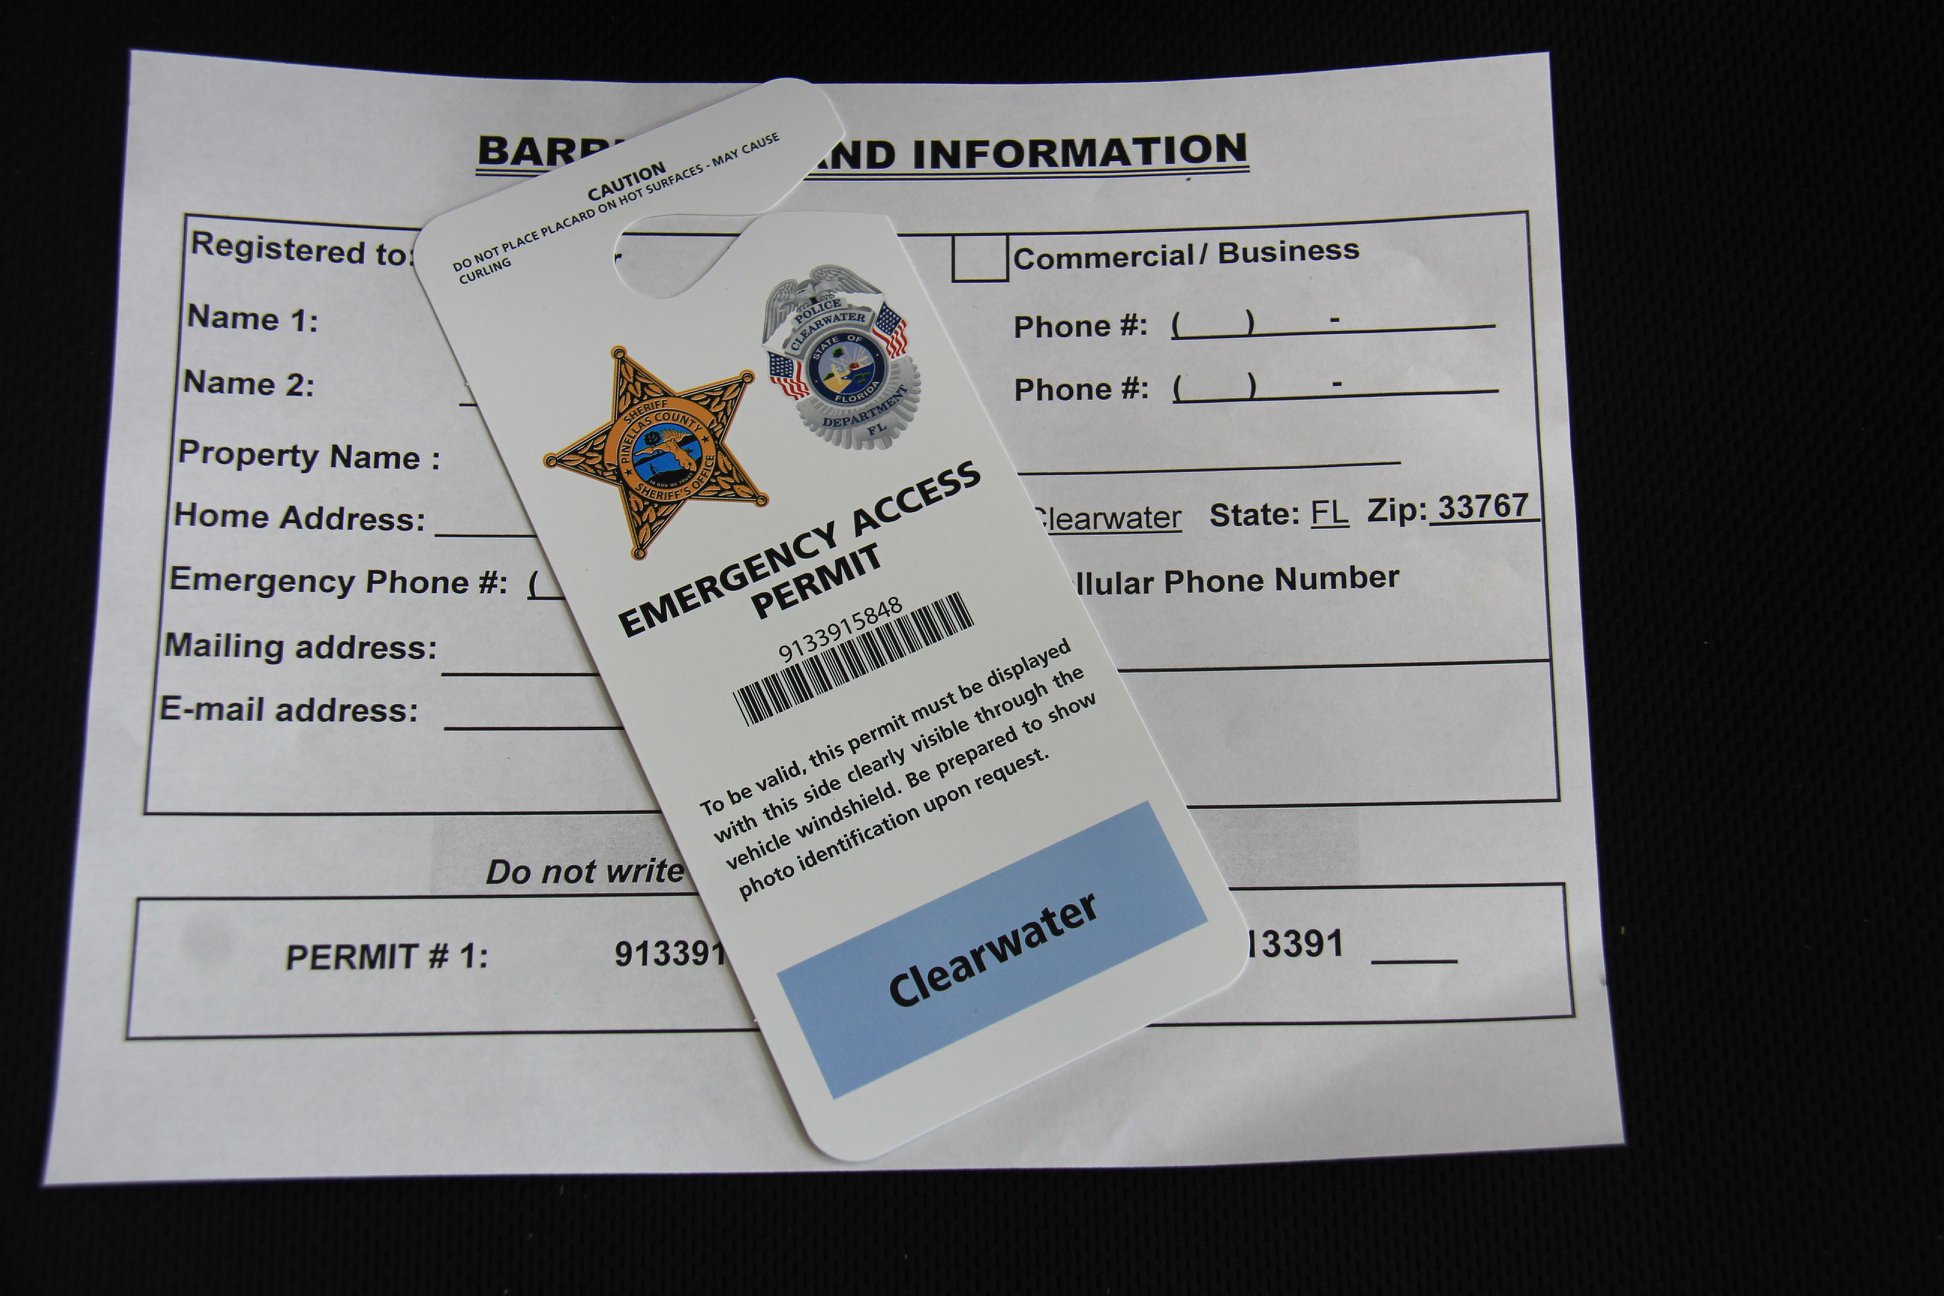 BARR AND INFORMATION
CAUTION
DO NOT PLACE PLACARD ON HOT SURFACES - MAY CAUSE
CURLING
Registered to:
Commercial / Business
Name 1:
Phone #: ( ) -
Name 2:
Phone #: ( ) -
Property Name :
Home Address:
Clearwater State: FL Zip: 33767
Emergency Phone #: (
llular Phone Number
Mailing address:
E-mail address:
Do not write
PERMIT # 1: 913391
13391
POLICE
CLEARWATER
STATE OF
FLORIDA
DEPARTMENT
FL
SHERIFF
PINELLAS COUNTY
IN GOD WE TRUST
SHERIFF'S OFFICE
EMERGENCY ACCESS
PERMIT
9133915848
To be valid, this permit must be displayed
with this side clearly visible through the
vehicle windshield. Be prepared to show
photo identification upon request.
Clearwater